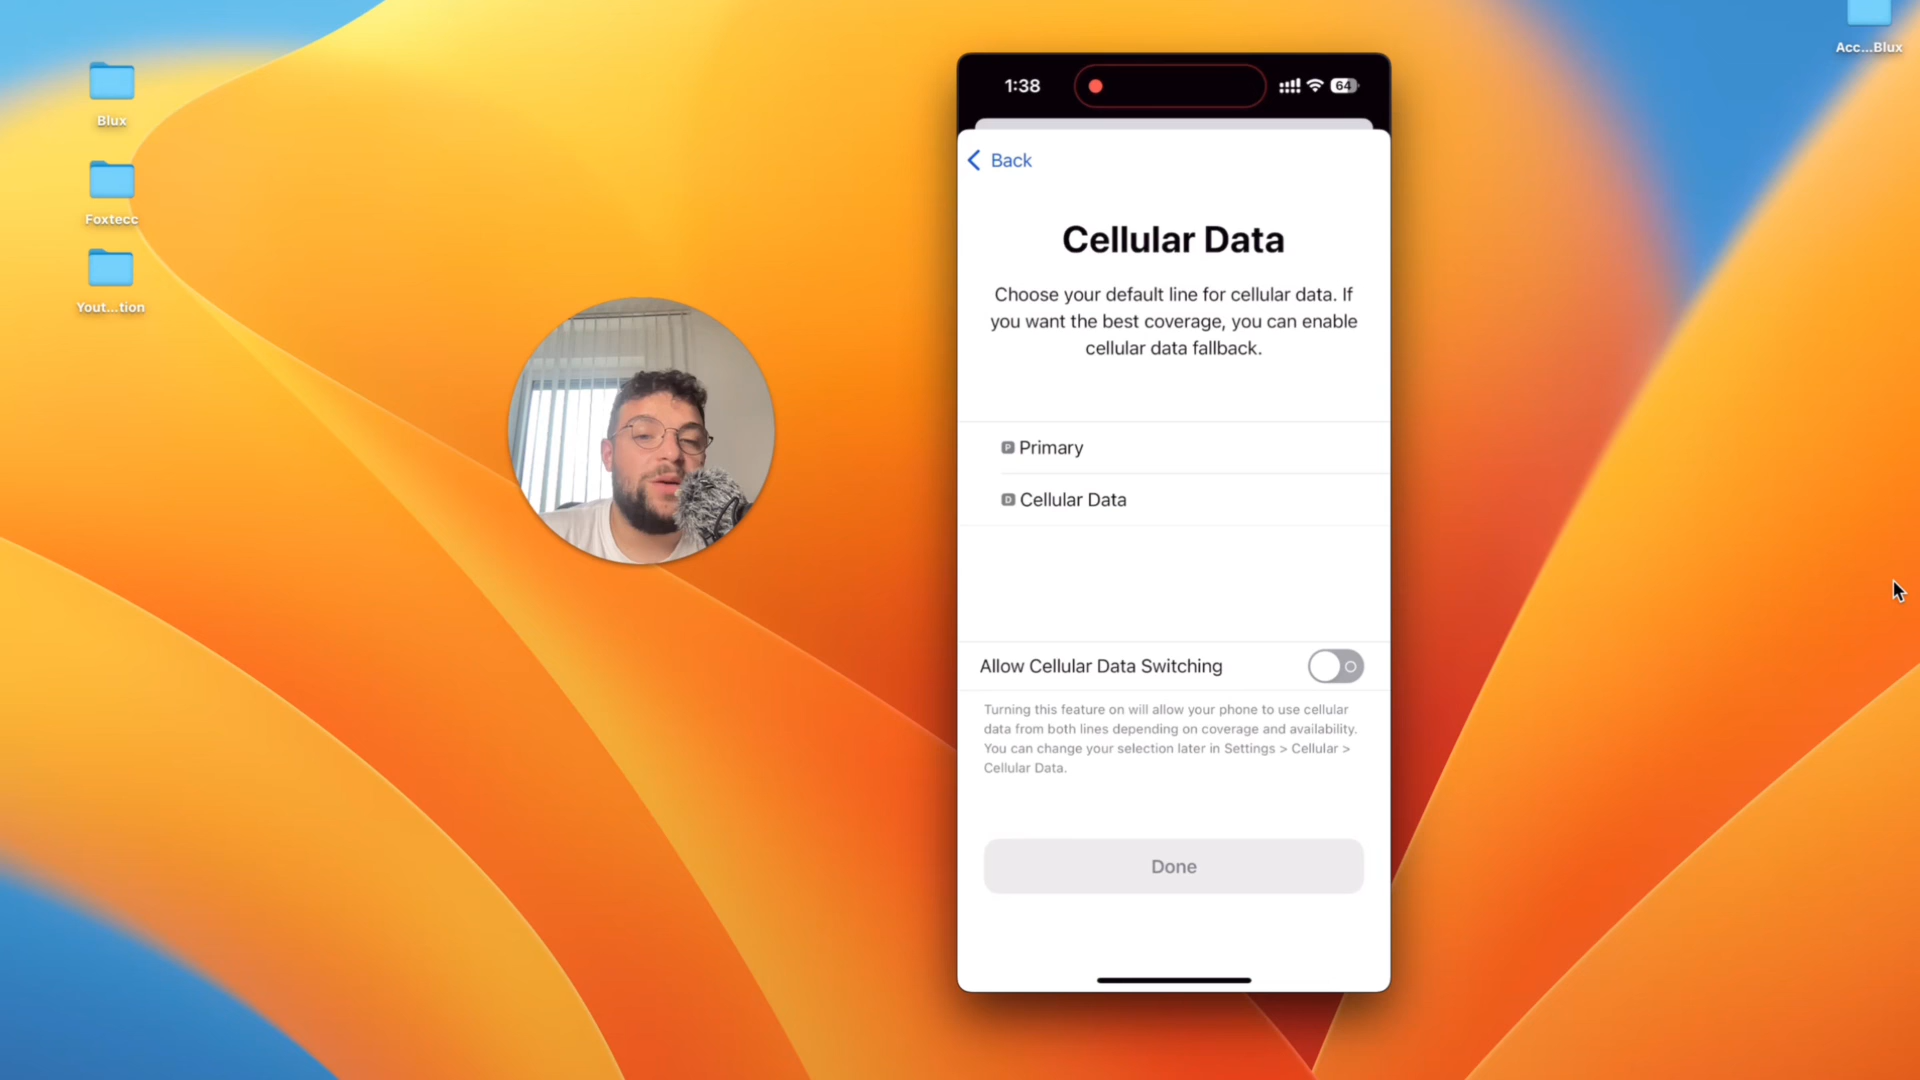 Blux
Foxtecc
Yout...tion
Acc...Blux
1:38
64
Back
Cellular Data
Choose your default line for cellular data. If
you want the best coverage, you can enable
cellular data fallback.
P Primary
D Cellular Data
Allow Cellular Data Switching
Turning this feature on will allow your phone to use cellular
data from both lines depending on coverage and availability.
You can change your selection later in Settings > Cellular >
Cellular Data.
Done